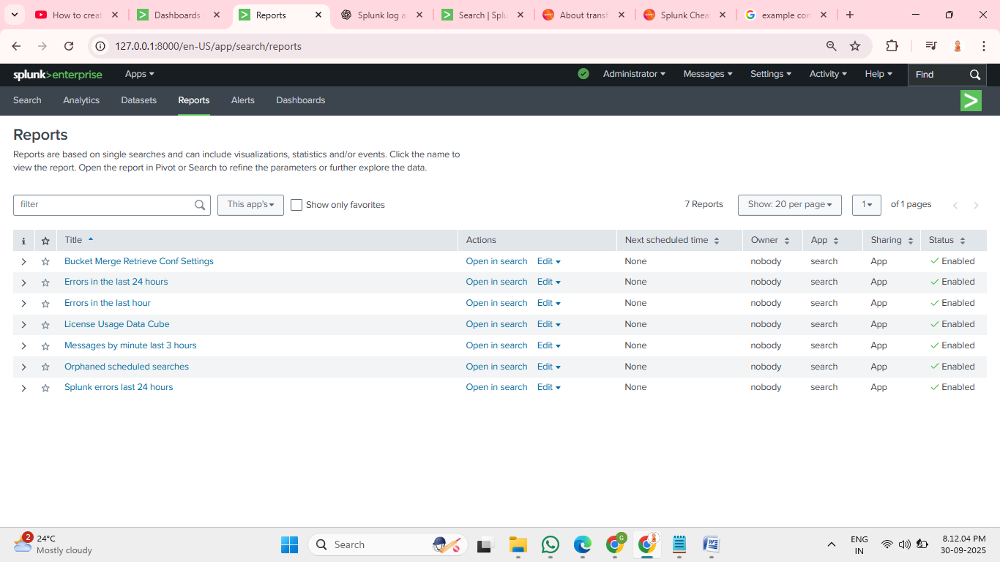 How to creat
Dashboards
Reports
Splunk log a
Search | Splu
About transf
Splunk Chea
example con
127.0.0.1:8000/en-US/app/search/reports
splunk>enterprise Apps Administrator Messages Settings Activity Help Find
Search Analytics Datasets Reports Alerts Dashboards
Reports
Reports are based on single searches and can include visualizations, statistics and/or events. Click the name to
view the report. Open the report in Pivot or Search to refine the parameters or further explore the data.
filter This app's Show only favorites 7 Reports Show: 20 per page 1 of 1 pages
i Title Actions Next scheduled time Owner App Sharing Status
Bucket Merge Retrieve Conf Settings Open in search Edit None nobody search App Enabled
Errors in the last 24 hours Open in search Edit None nobody search App Enabled
Errors in the last hour Open in search Edit None nobody search App Enabled
License Usage Data Cube Open in search Edit None nobody search App Enabled
Messages by minute last 3 hours Open in search Edit None nobody search App Enabled
Orphaned scheduled searches Open in search Edit None nobody search App Enabled
Splunk errors last 24 hours Open in search Edit None nobody search App Enabled
2
24°C
Mostly cloudy
Search
G
ENG
IN
8.12.04 PM
30-09-2025